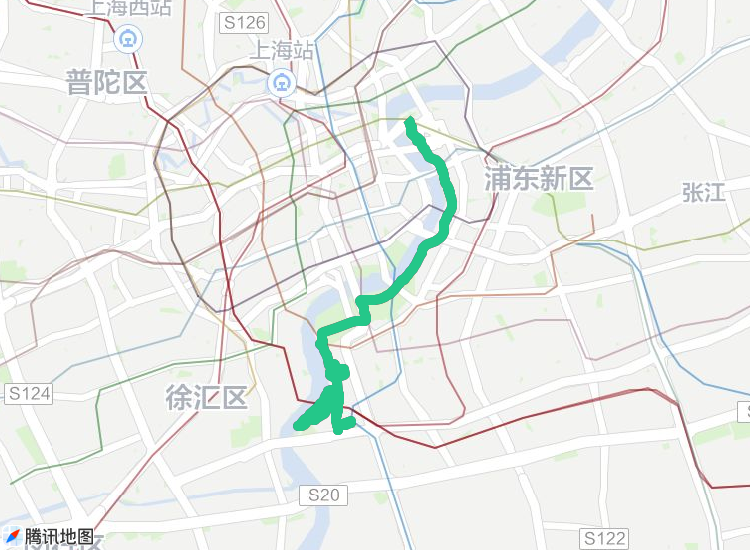 上海西站
S126
上海站
普陀区
浦东新区
张江
S124
徐汇区
S20
S122
腾讯地图